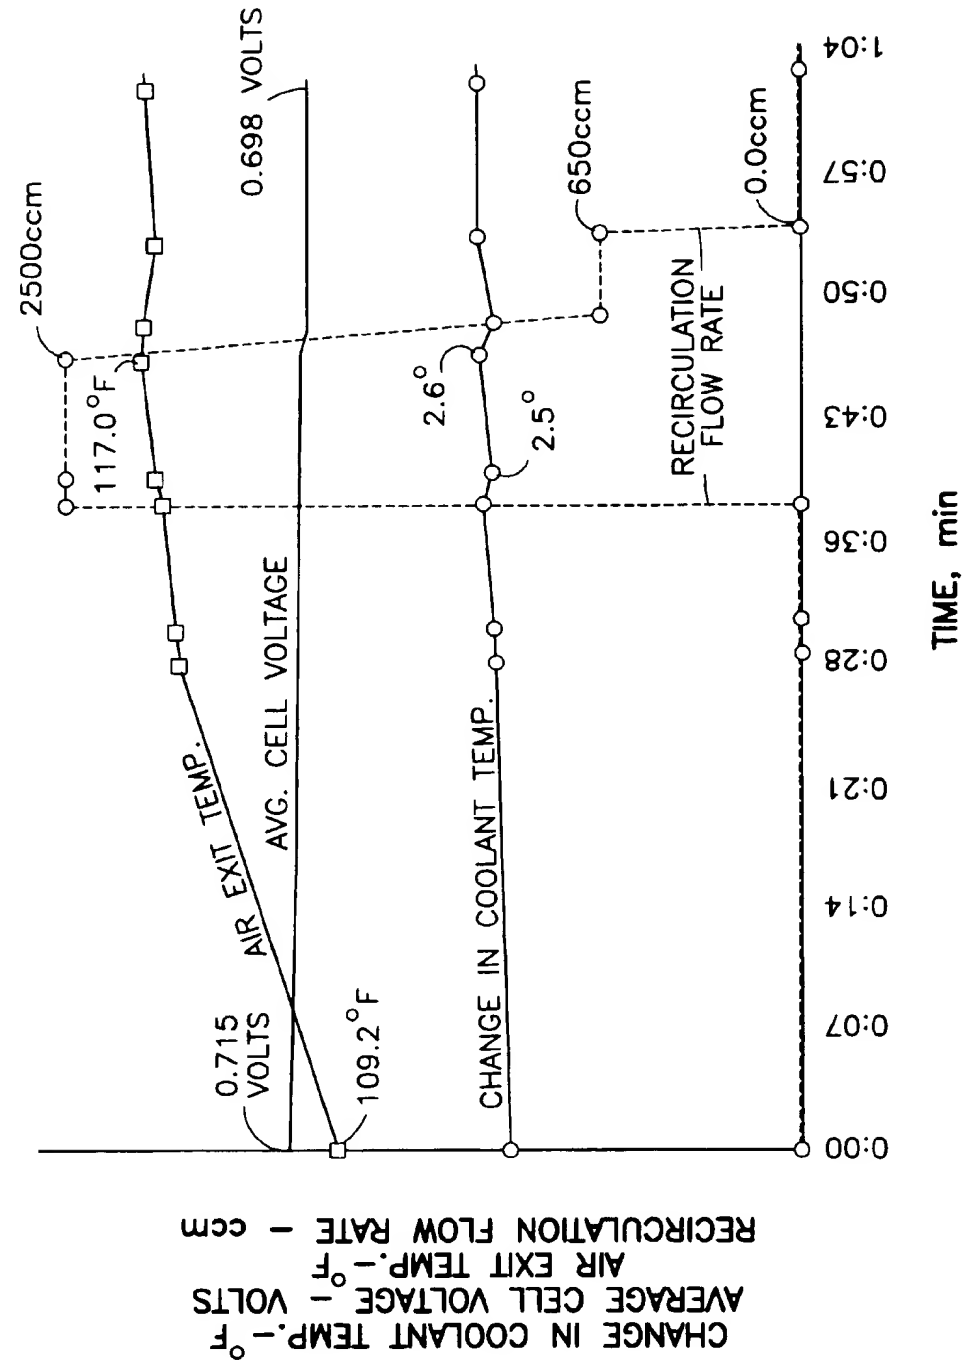 CHANGE IN COOLANT TEMP.-°F
AVERAGE CELL VOLTAGE - VOLTS
AIR EXIT TEMP.-°F
RECIRCULATION FLOW RATE - ccm
2500ccm
117.0°F
0.698 VOLTS
AIR EXIT TEMP.
AVG. CELL VOLTAGE
0.715
VOLTS
109.2°F
2.6°
2.5°
CHANGE IN COOLANT TEMP.
650ccm
0.0ccm
RECIRCULATION
FLOW RATE
0:00
0:07
0:14
0:21
0:28
0:36
0:43
0:50
0:57
1:04
TIME, min